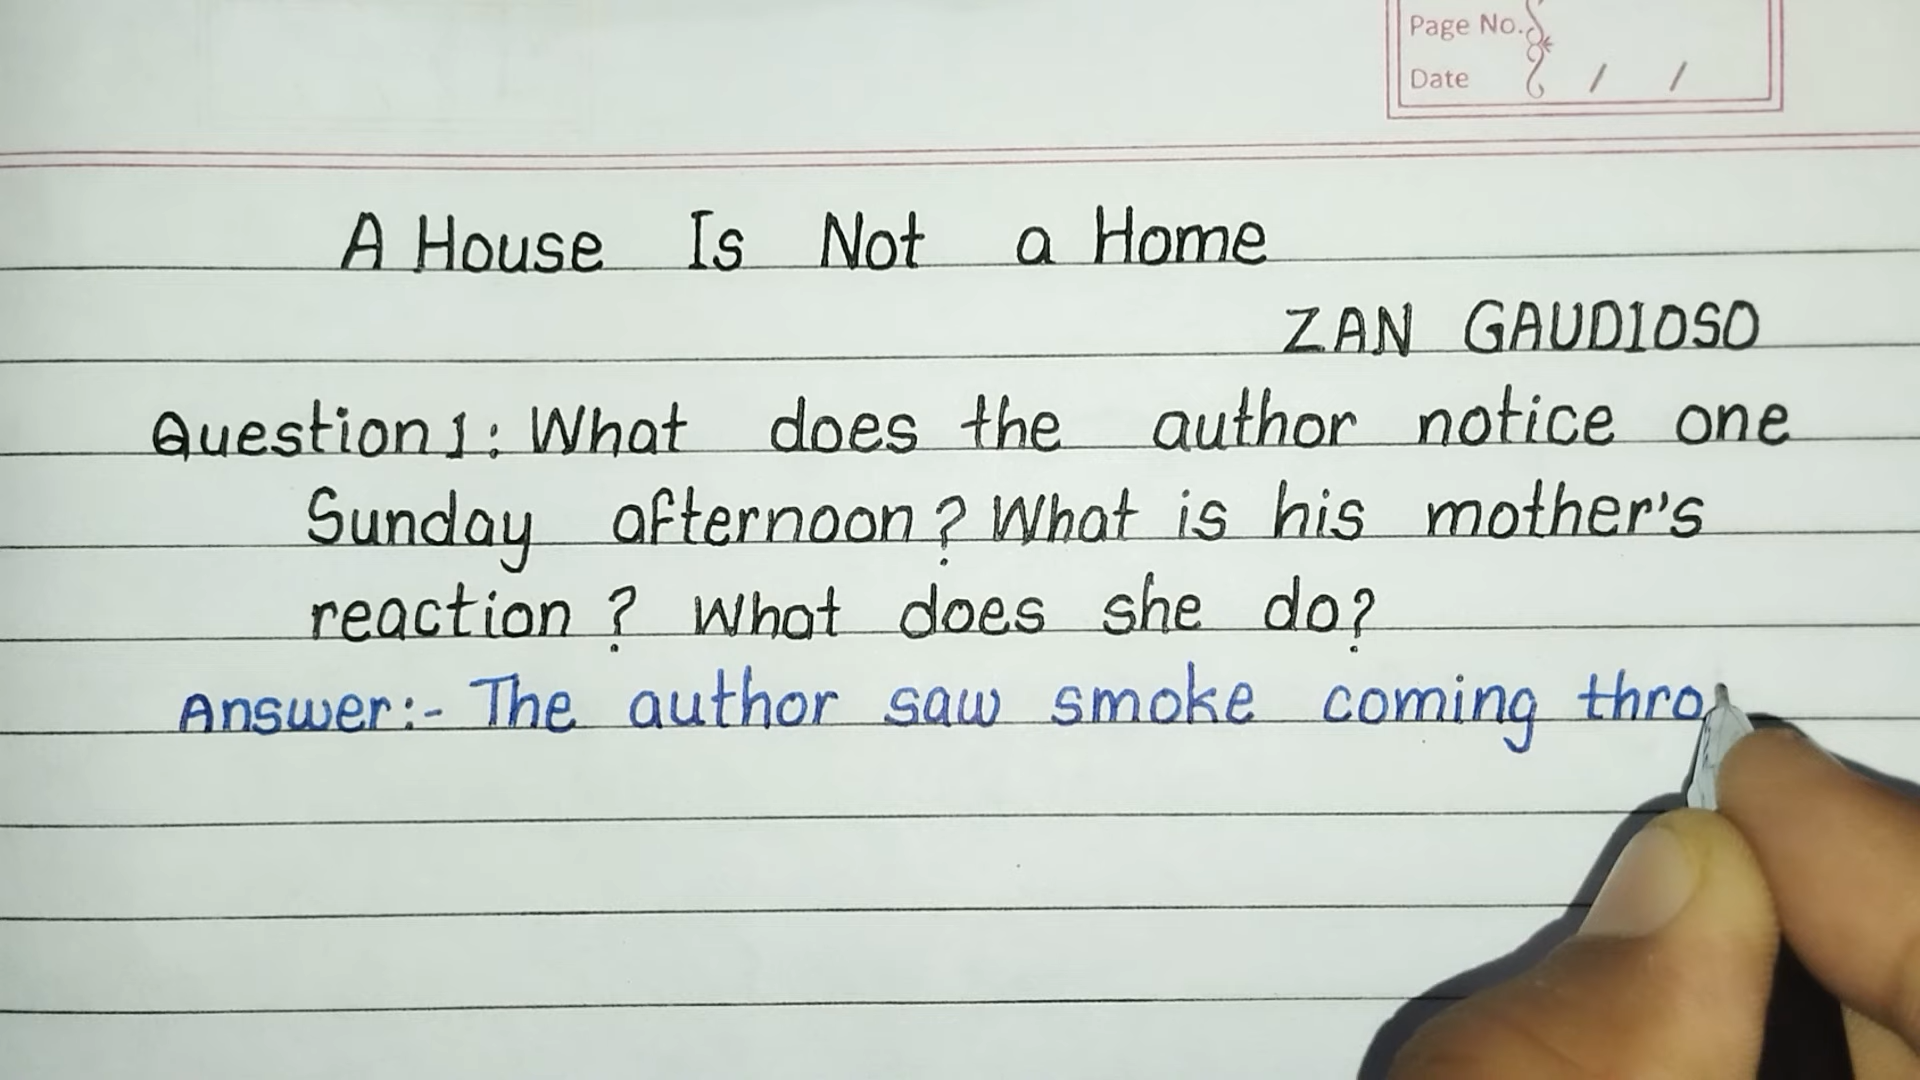 Page No.
Date / /
A House Is Not a Home
ZAN GAUDIOSO
Question 1: What does the author notice one
Sunday afternoon? What is his mother's
reaction? What does she do?
Answer:- The author saw smoke coming thro